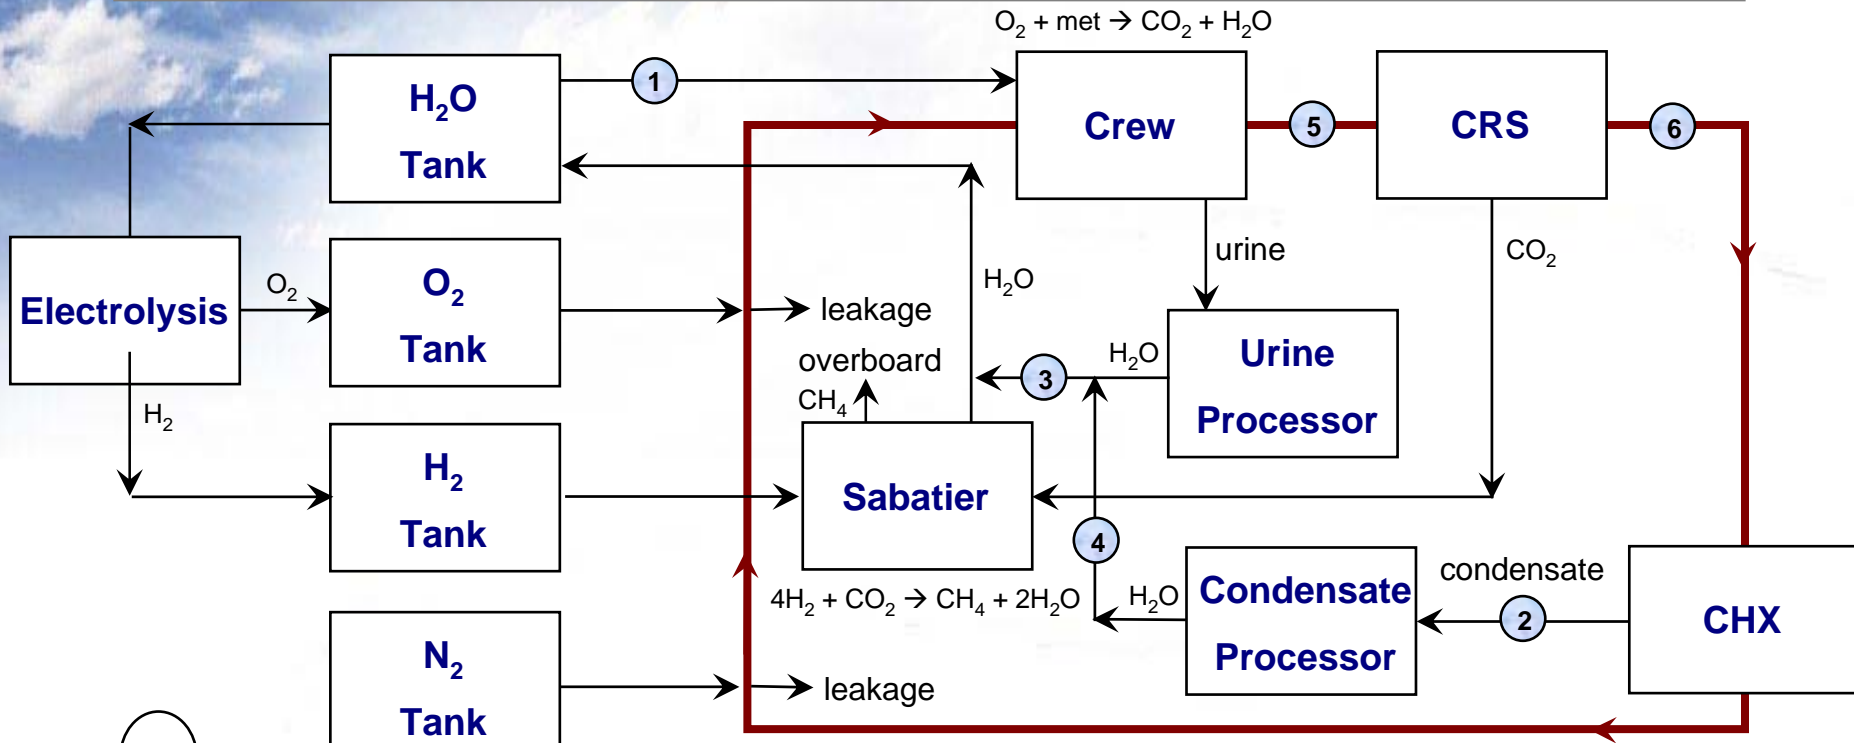 O₂ + met → CO₂ + H₂O
H₂O
Tank
1
Crew
5
CRS
6
Electrolysis
O₂
O₂
Tank
leakage
H₂O
urine
CO₂
overboard
CH₄
3
H₂O
Urine
Processor
H₂
H₂
Tank
Sabatier
4
4H₂ + CO₂ → CH₄ + 2H₂O
H₂O
Condensate
Processor
condensate
2
CHX
N₂
Tank
leakage